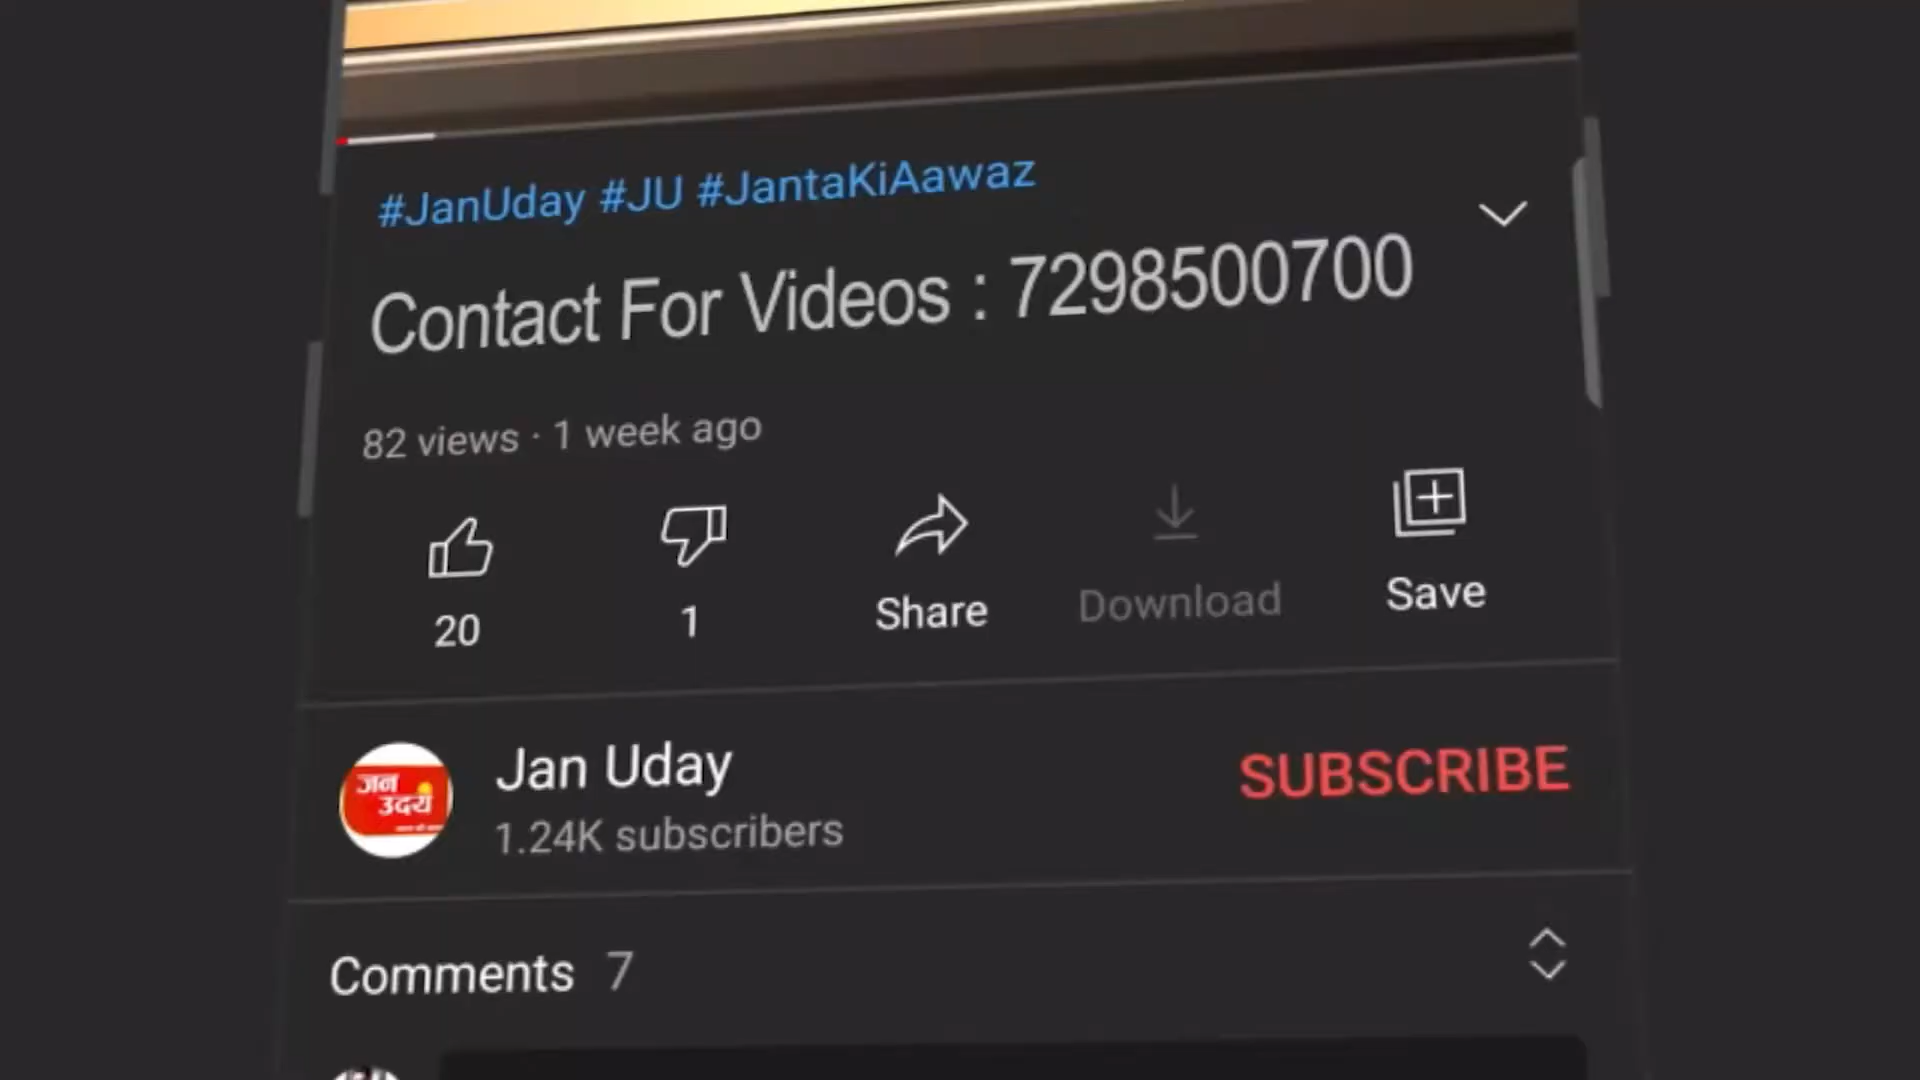 #JanUday #JU #JantaKiAawaz
Contact For Videos : 7298500700
82 views · 1 week ago
20
1
Share
Download
Save
जन
उदय
Jan Uday
1.24K subscribers
SUBSCRIBE
Comments 7